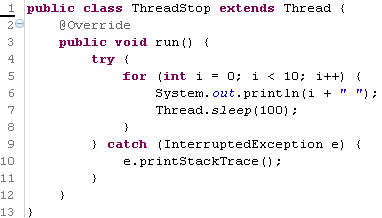 1 public class ThreadStop extends Thread {
2 @Override
3 public void run() {
4 try {
5 for (int i = 0; i < 10; i++) {
6 System.out.println(i + " ");
7 Thread.sleep(100);
8 }
9 } catch (InterruptedException e) {
10 e.printStackTrace();
11 }
12 }
13 }